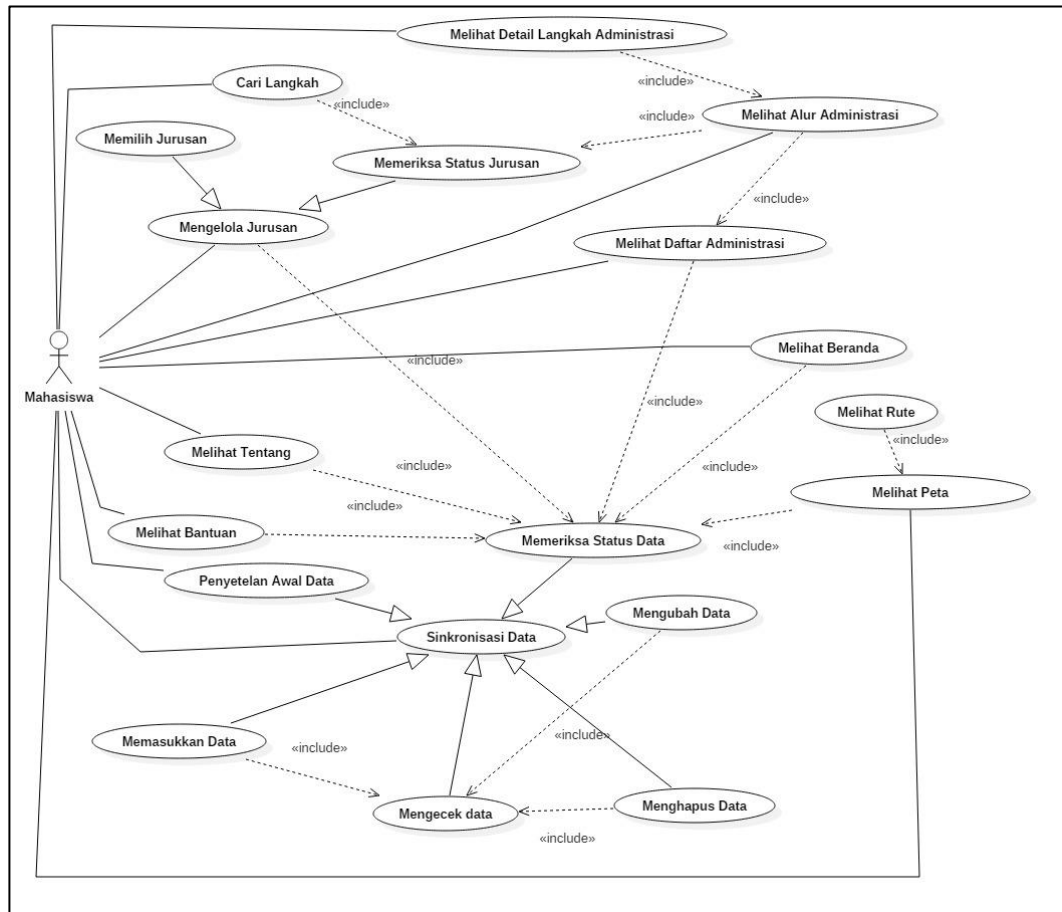 Melihat Detail Langkah Administrasi
Cari Langkah
«include»
«include»
Melihat Alur Administrasi
«include»
Memilih Jurusan
Memeriksa Status Jurusan
«include»
Mengelola Jurusan
Melihat Daftar Administrasi
Melihat Beranda
«include»
Mahasiswa
«include»
Melihat Rute
«include»
Melihat Tentang
«include»
«include»
Melihat Peta
«include»
Melihat Bantuan
Memeriksa Status Data
«include»
Penyetelan Awal Data
Mengubah Data
Sinkronisasi Data
Memasukkan Data
«include»
«include»
Mengecek data
Menghapus Data
«include»